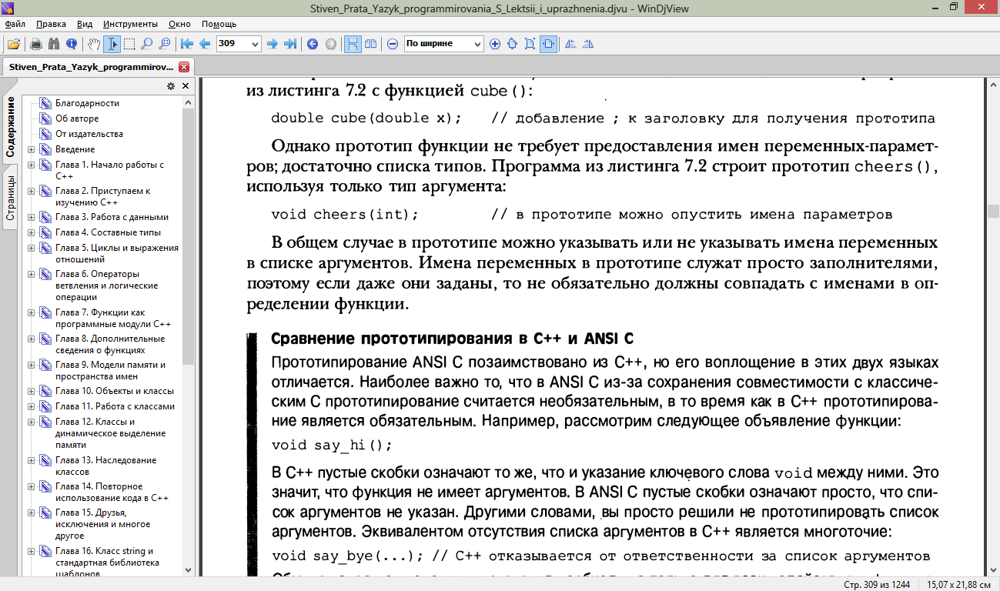 Stiven_Prata_Yazyk_programmirovania_S_Lektsii_i_uprazhnenia.djvu - WinDjView
Файл Правка Вид Инструменты Окно Помощь
309
По ширине
Stiven_Prata_Yazyk_programmirov...
Содержание
Страницы
Благодарности
Об авторе
От издательства
Введение
Глава 1. Начало работы с
C++
Глава 2. Приступаем к
изучению C++
Глава 3. Работа с данными
Глава 4. Составные типы
Глава 5. Циклы и выражения
отношений
Глава 6. Операторы
ветвления и логические
операции
Глава 7. Функции как
программные модули C++
Глава 8. Дополнительные
сведения о функциях
Глава 9. Модели памяти и
пространства имен
Глава 10. Объекты и классы
Глава 11. Работа с классами
Глава 12. Классы и
динамическое выделение
памяти
Глава 13. Наследование
классов
Глава 14. Повторное
использование кода в C++
Глава 15. Друзья,
исключения и многое
другое
Глава 16. Класс string и
стандартная библиотека
шаблонов
из листинга 7.2 с функцией cube():
double cube(double x); // добавление ; к заголовку для получения прототипа
Однако прототип функции не требует предоставления имен переменных-парамет-
ров; достаточно списка типов. Программа из листинга 7.2 строит прототип cheers(),
используя только тип аргумента:
void cheers(int); // в прототипе можно опустить имена параметров
В общем случае в прототипе можно указывать или не указывать имена переменных
в списке аргументов. Имена переменных в прототипе служат просто заполнителями,
поэтому если даже они заданы, то не обязательно должны совпадать с именами в оп-
ределении функции.
Сравнение прототипирования в C++ и ANSI C
Прототипирование ANSI C позаимствовано из C++, но его воплощение в этих двух языках
отличается. Наиболее важно то, что в ANSI C из-за сохранения совместимости с классиче-
ским C прототипирование считается необязательным, в то время как в C++ прототипирова-
ние является обязательным. Например, рассмотрим следующее объявление функции:
void say_hi();
В C++ пустые скобки означают то же, что и указание ключевого слова void между ними. Это
значит, что функция не имеет аргументов. В ANSI C пустые скобки означают просто, что спи-
сок аргументов не указан. Другими словами, вы просто решили не прототипировать список
аргументов. Эквивалентом отсутствия списка аргументов в C++ является многоточие:
void say_bye(...); // C++ отказывается от ответственности за список аргументов
Стр. 309 из 1244
15,07 x 21,88 см